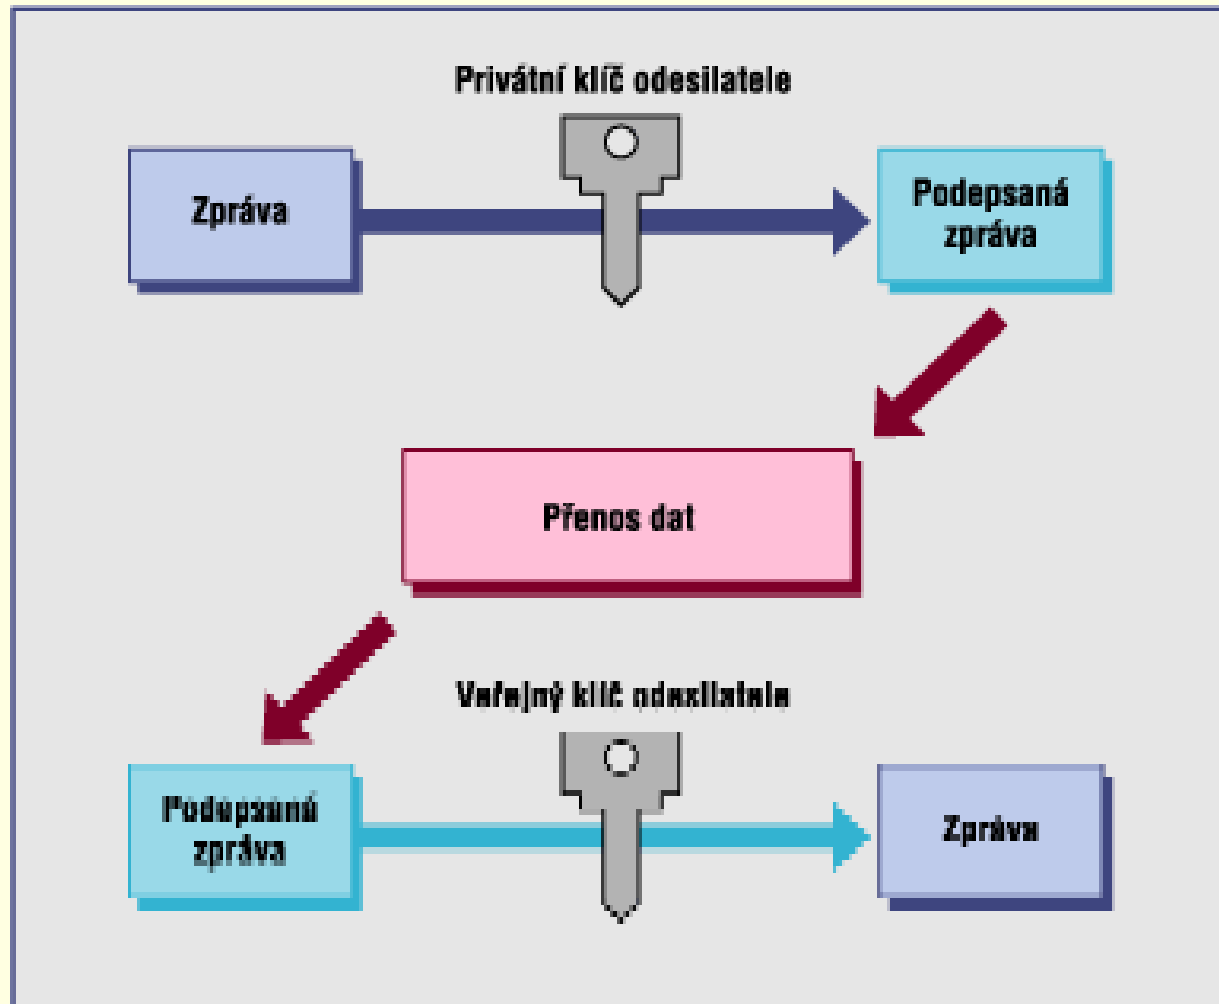 Privátní klíč odesilatele
Zpráva
Podepsaná
zpráva
Přenos dat
Veřejný klíč odesilatele
Podepsaná
zpráva
Zpráva